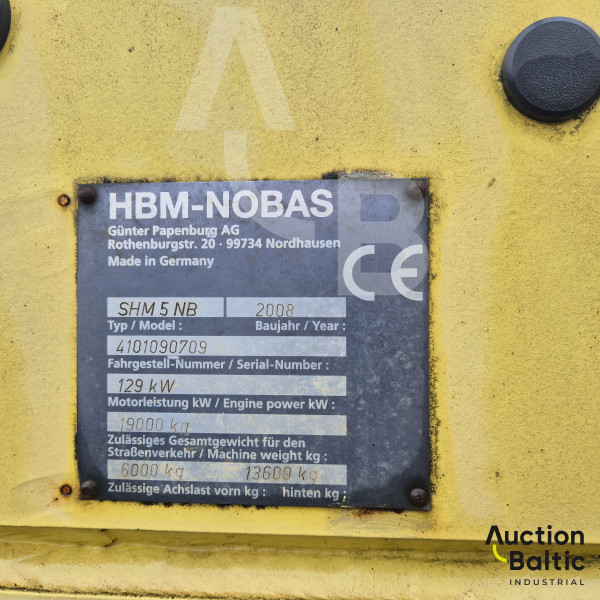 HBM-NOBAS
Günter Papenburg AG
Rothenburgstr. 20 · 99734 Nordhausen
Made in Germany
CE
SHM 5 NB 2008
Typ / Model : Baujahr / Year :
4101090709
Fahrgestell-Nummer / Serial-Number :
129 kW
Motorleistung kW / Engine power kW :
19000 kg
Zulässiges Gesamtgewicht für den
Straßenverkehr / Machine weight kg :
6000 kg 13600 kg
Zulässige Achslast vorn kg : hinten kg :
Auction
Baltic
INDUSTRIAL